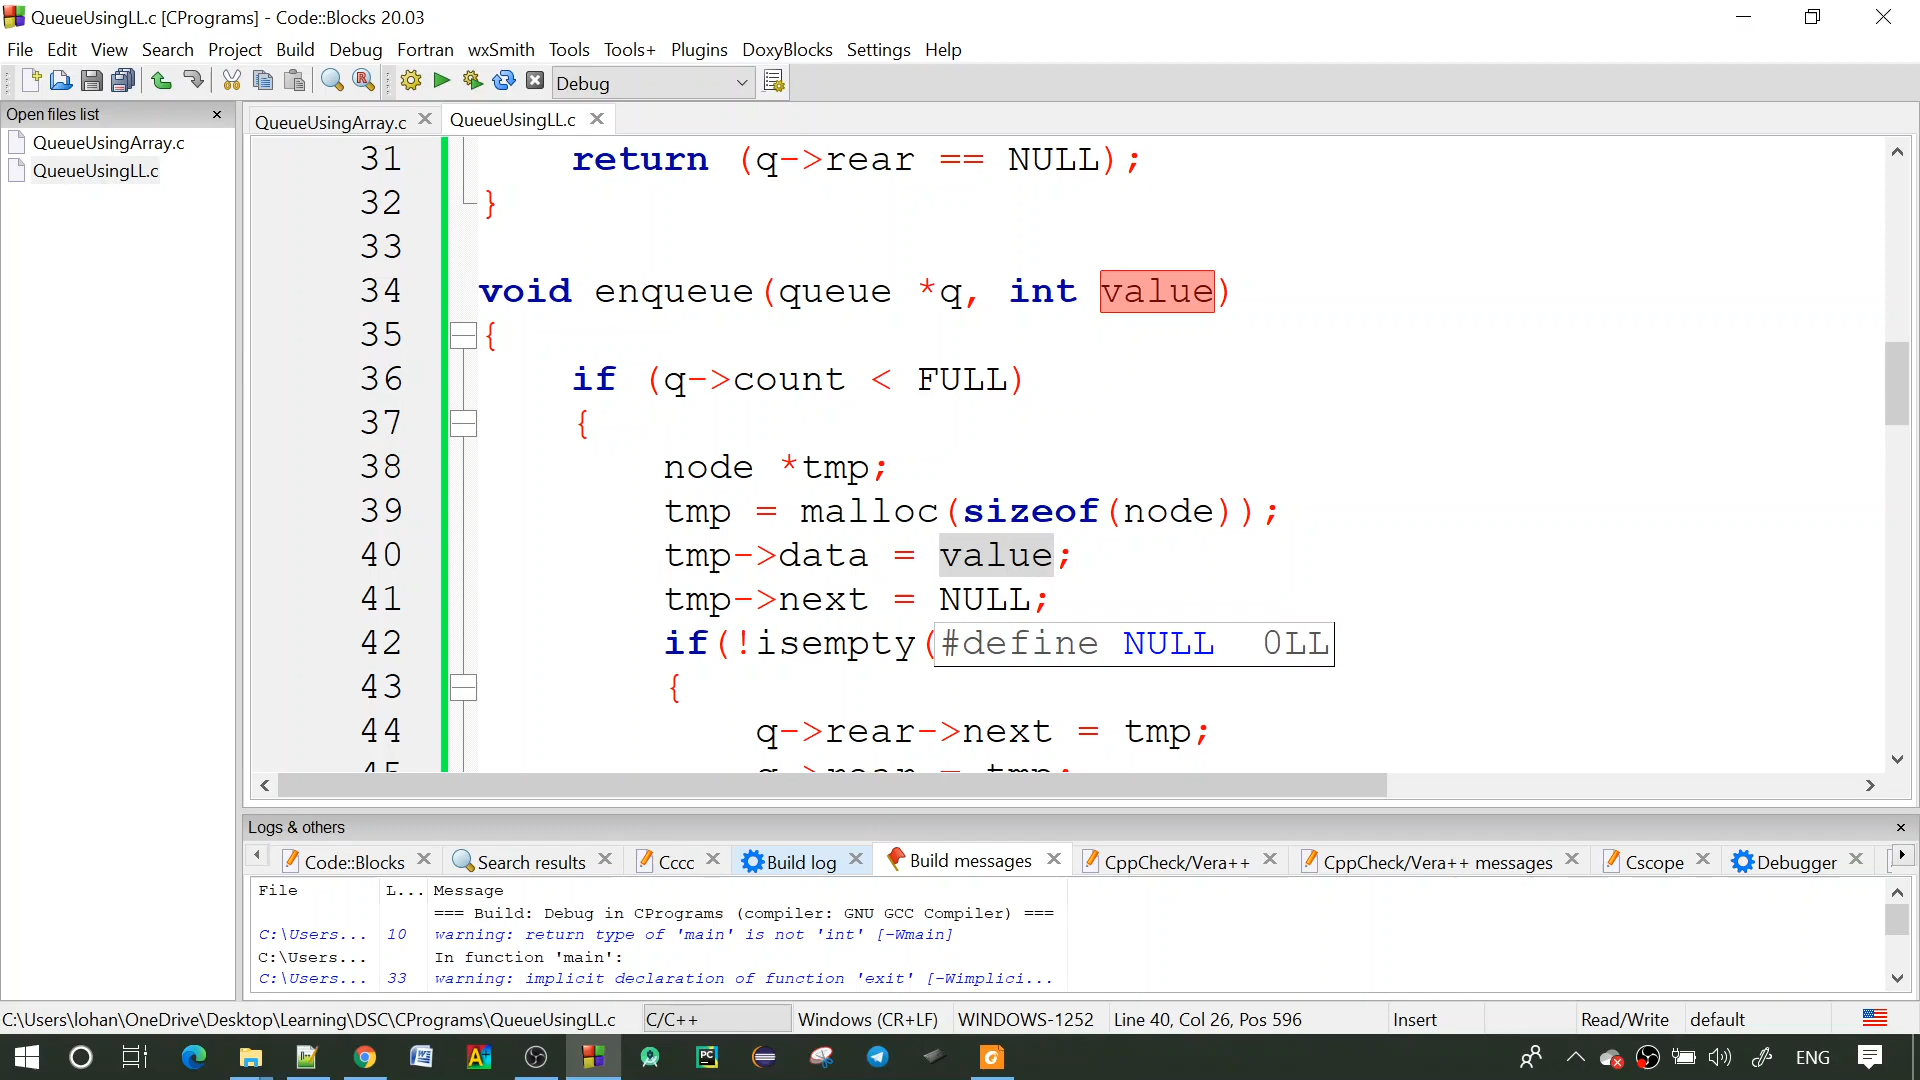 QueueUsingLL.c [CPrograms] - Code::Blocks 20.03
File Edit View Search Project Build Debug Fortran wxSmith Tools Tools+ Plugins DoxyBlocks Settings Help
Debug
Open files list
QueueUsingArray.c
QueueUsingLL.c
QueueUsingArray.c QueueUsingLL.c
31 return (q->rear == NULL);
32 }
33
34 void enqueue(queue *q, int value)
35 {
36 if (q->count < FULL)
37 {
38 node *tmp;
39 tmp = malloc(sizeof(node));
40 tmp->data = value;
41 tmp->next = NULL;
42 if(!isempty( #define NULL 0LL
43 {
44 q->rear->next = tmp;
45 q->rear = tmp;
Logs & others
Code::Blocks Search results Cccc Build log Build messages CppCheck/Vera++ CppCheck/Vera++ messages Cscope Debugger
File L... Message
=== Build: Debug in CPrograms (compiler: GNU GCC Compiler) ===
C:\Users... 10 warning: return type of 'main' is not 'int' [-Wmain]
C:\Users... In function 'main':
C:\Users... 33 warning: implicit declaration of function 'exit' [-Wimplici...
C:\Users\lohan\OneDrive\Desktop\Learning\DSC\CPrograms\QueueUsingLL.c C/C++ Windows (CR+LF) WINDOWS-1252 Line 40, Col 26, Pos 596 Insert Read/Write default
ENG